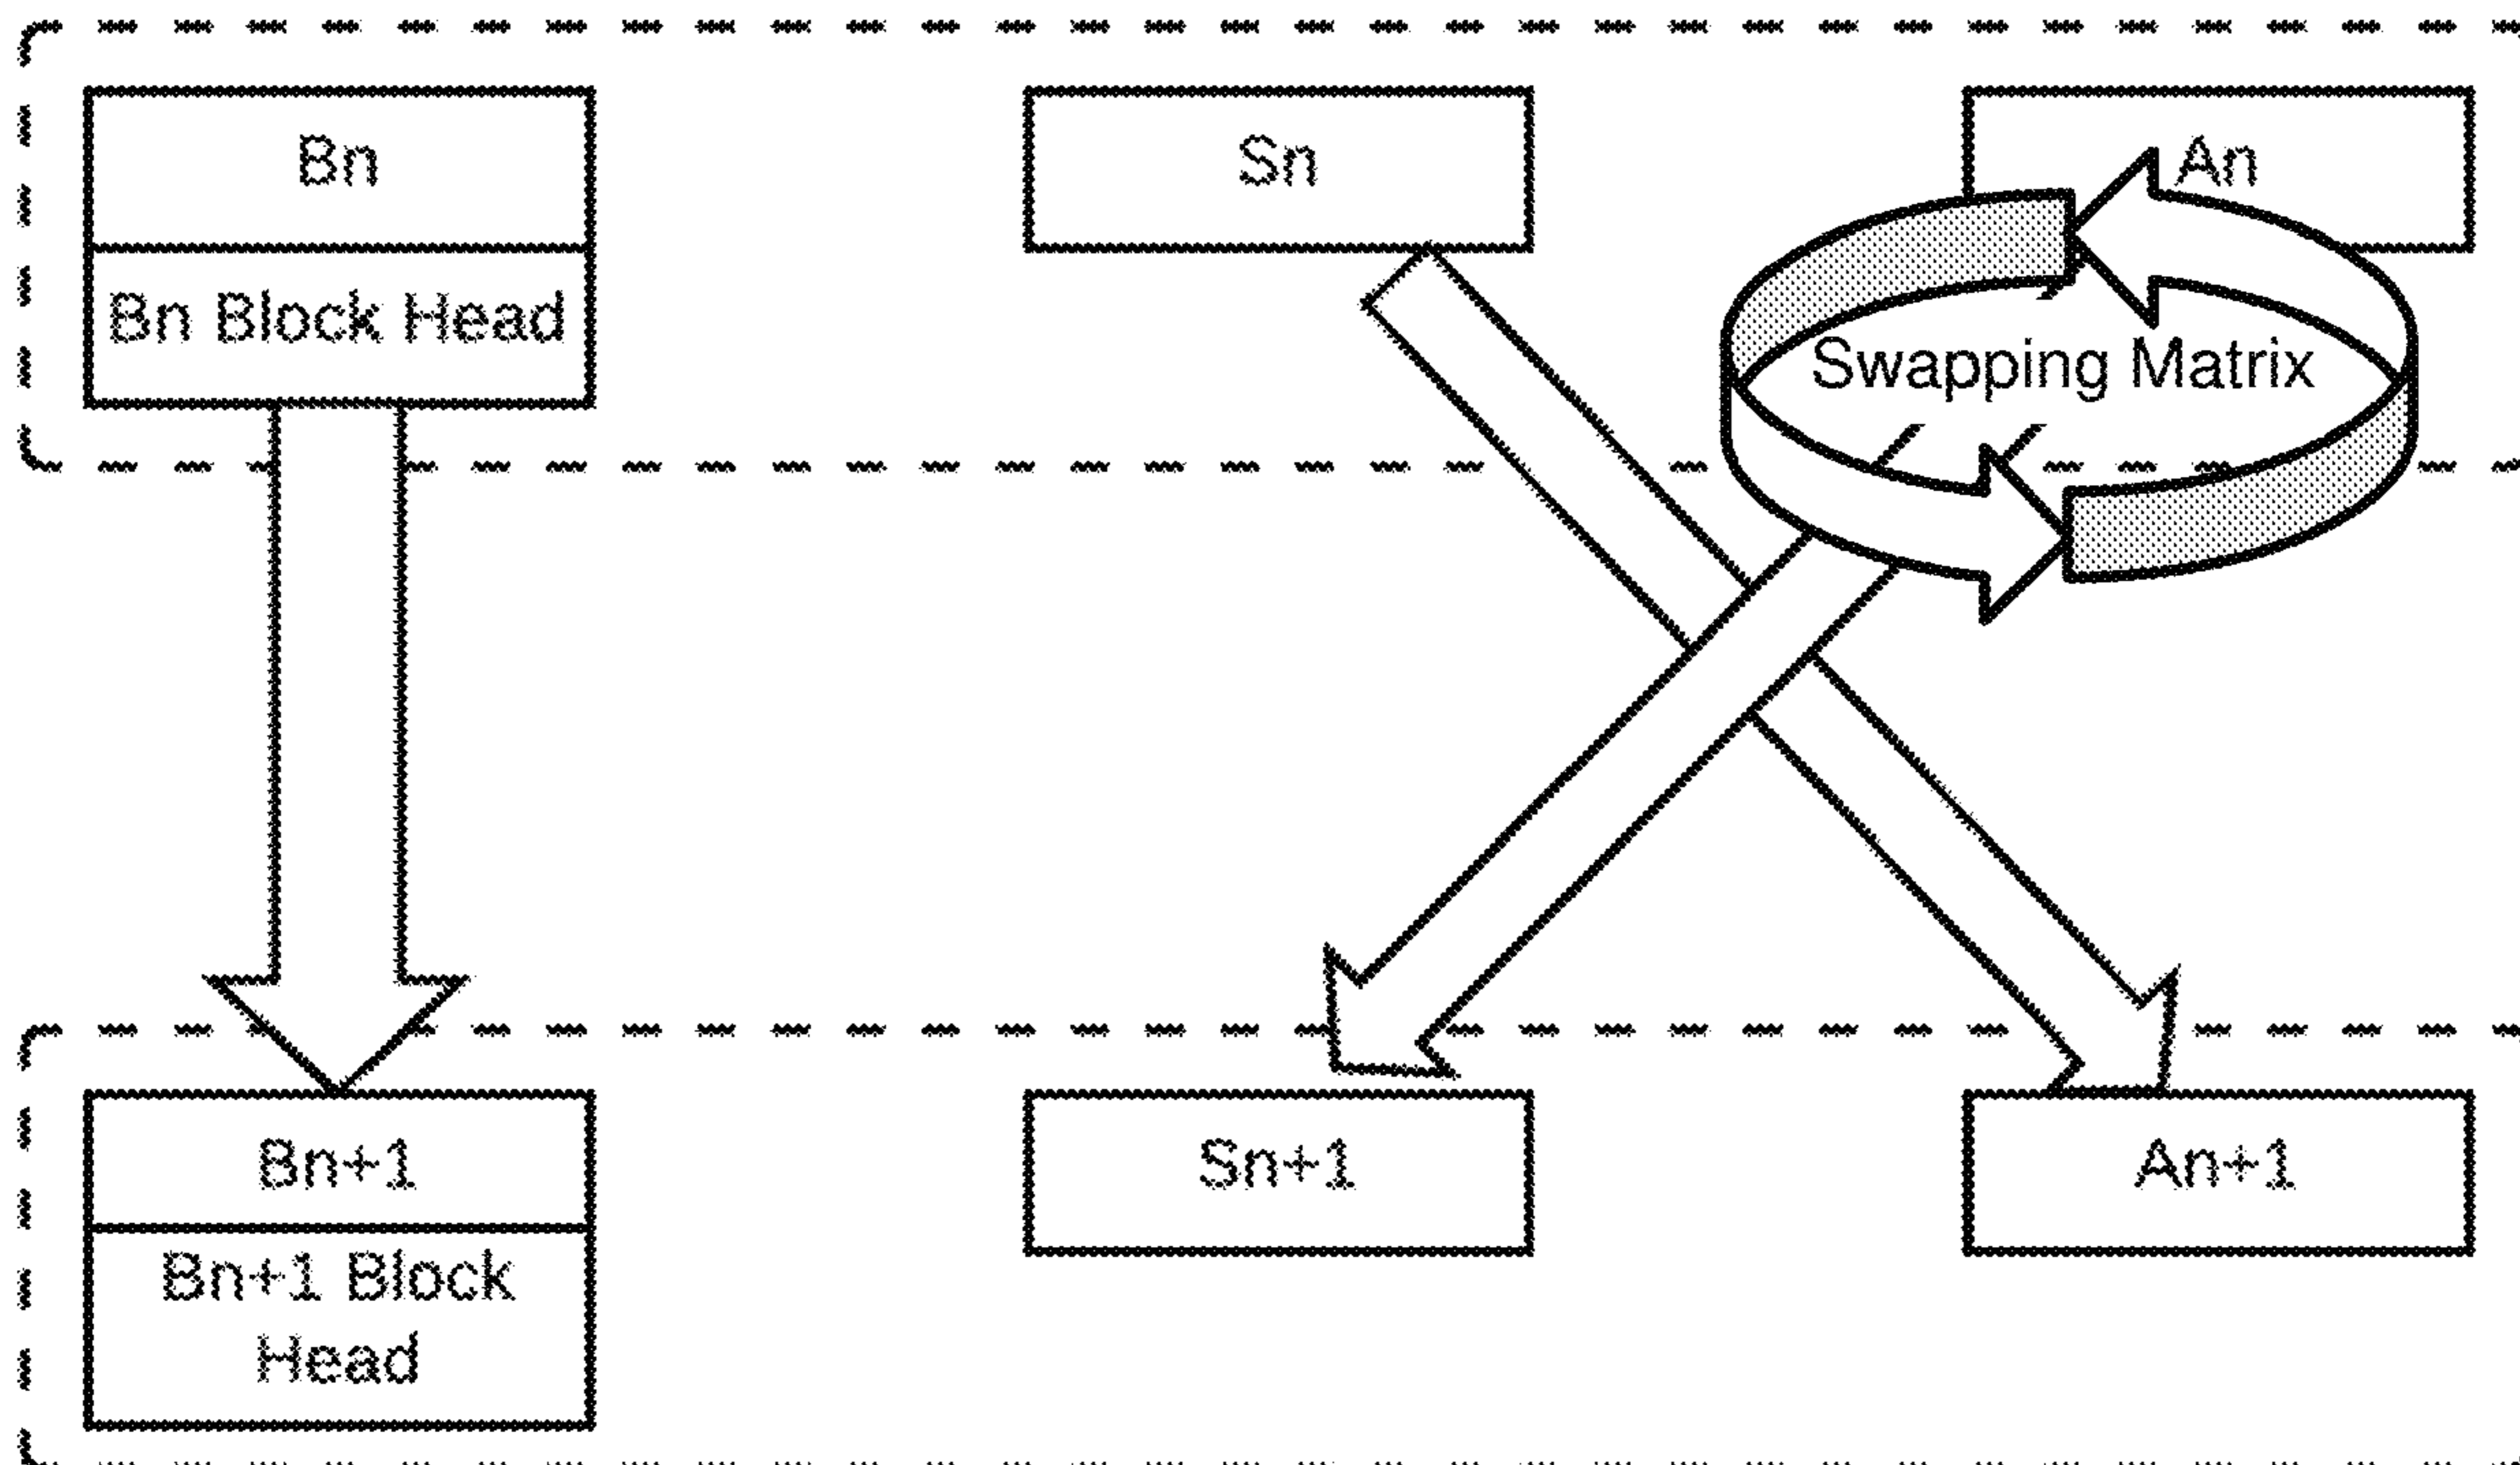 Bn
Sn
An
Bn Block Head
Swapping Matrix
Bn+1
Sn+1
An+1
Bn+1 Block
Head